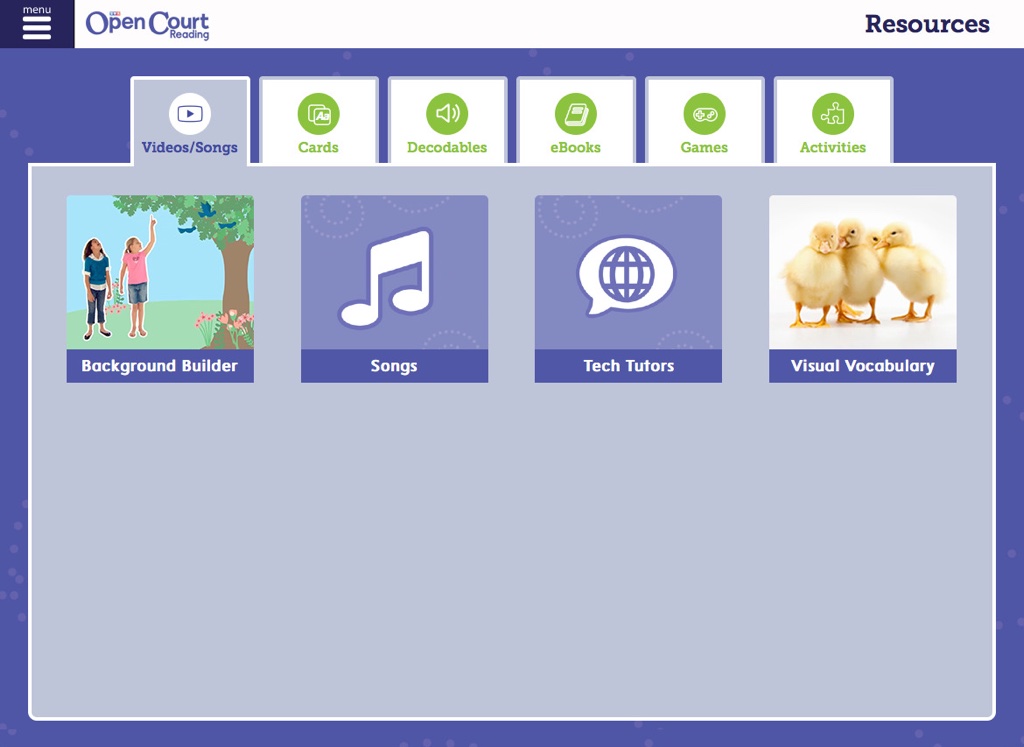 menu
Open Court
Reading
Resources
Videos/Songs
Cards
Decodables
eBooks
Games
Activities
Background Builder
Songs
Tech Tutors
Visual Vocabulary